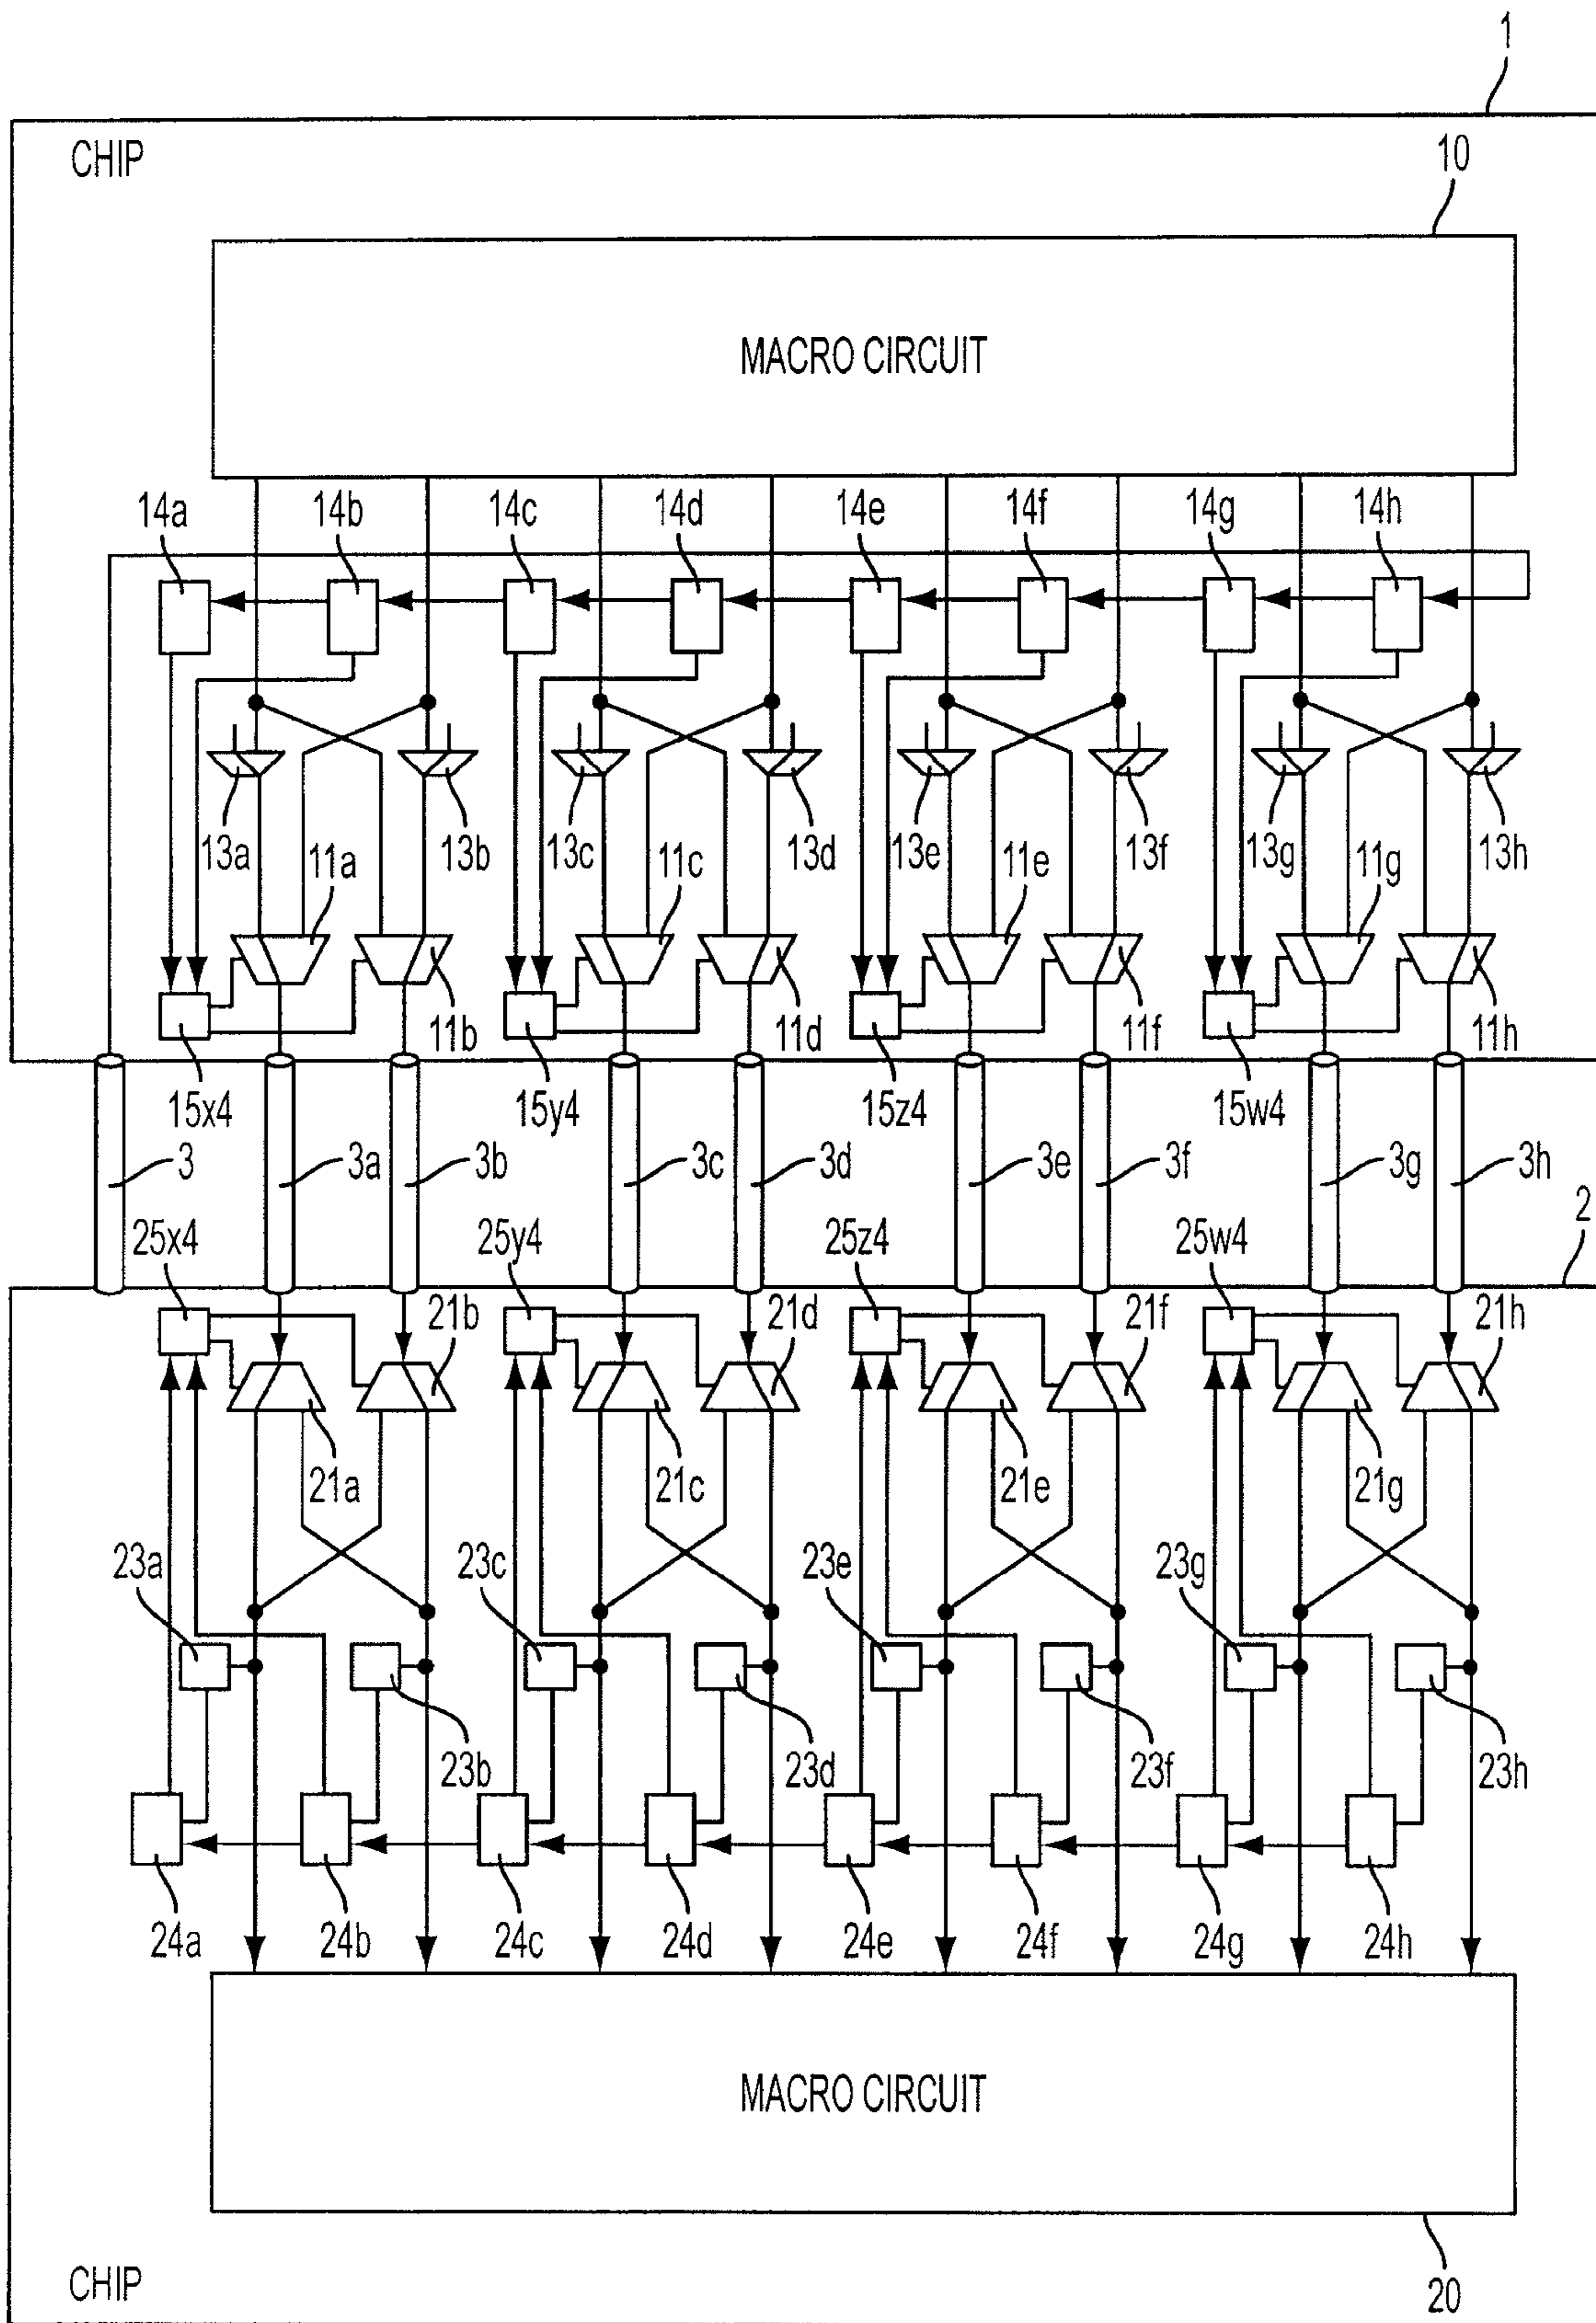 1
CHIP
10
MACRO CIRCUIT
14a 14b 14c 14d 14e 14f 14g 14h
13a 11a 13b 13c 11c 13d 13e 11e 13f 13g 11g 13h
11b 11d 11f 11h
15x4 15y4 15z4 15w4
3 3a 3b 3c 3d 3e 3f 3g 3h
2
25x4 25y4 25z4 25w4
21b 21d 21f 21h
21a 21c 21e 21g
23a 23c 23e 23g
23b 23d 23f 23h
24a 24b 24c 24d 24e 24f 24g 24h
MACRO CIRCUIT
CHIP
20